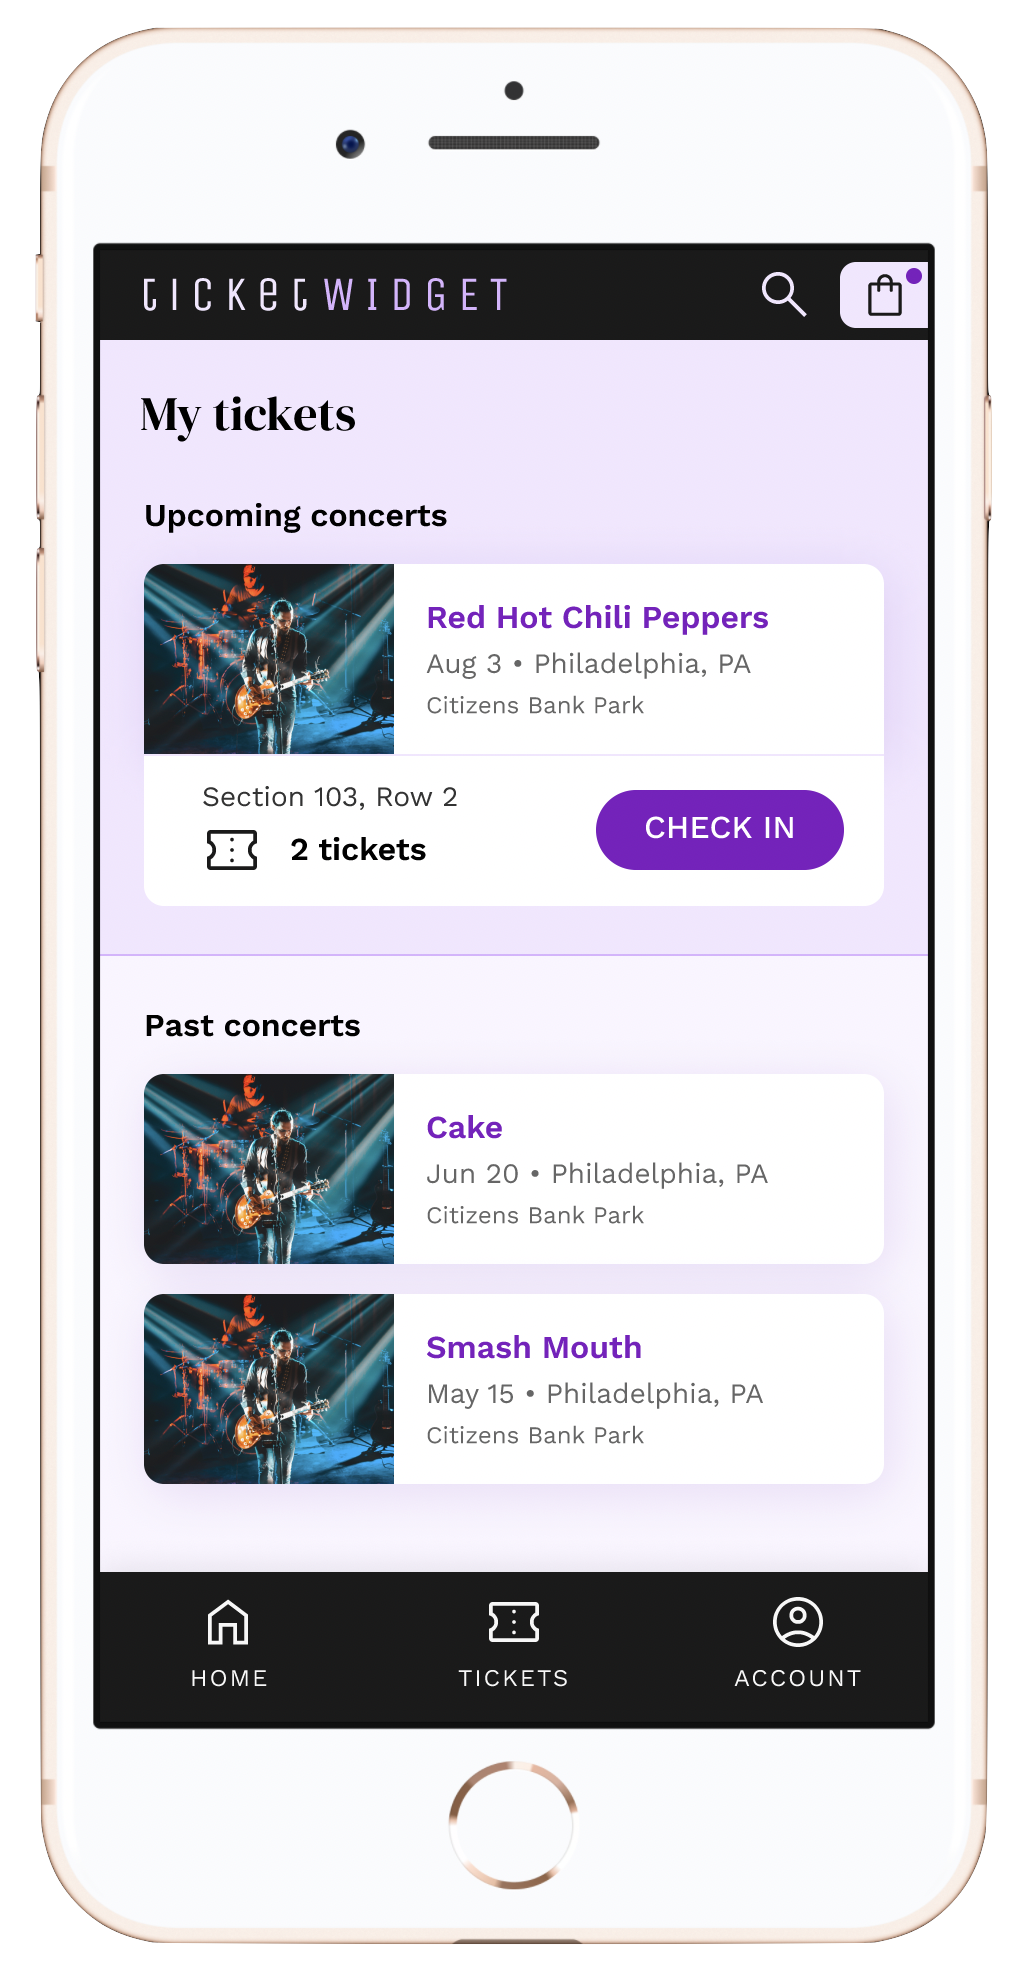 ticketWIDGET
My tickets
Upcoming concerts
Red Hot Chili Peppers
Aug 3 • Philadelphia, PA
Citizens Bank Park
Section 103, Row 2
2 tickets
CHECK IN
Past concerts
Cake
Jun 20 • Philadelphia, PA
Citizens Bank Park
Smash Mouth
May 15 • Philadelphia, PA
Citizens Bank Park
HOME TICKETS ACCOUNT